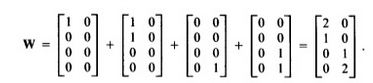 1 0 1 0 0 0 0 0 2 0
0 0 1 0 0 0 0 0 1 0
W = + + + = .
0 0 0 0 0 0 0 1 0 1
0 0 0 0 0 1 0 1 0 2